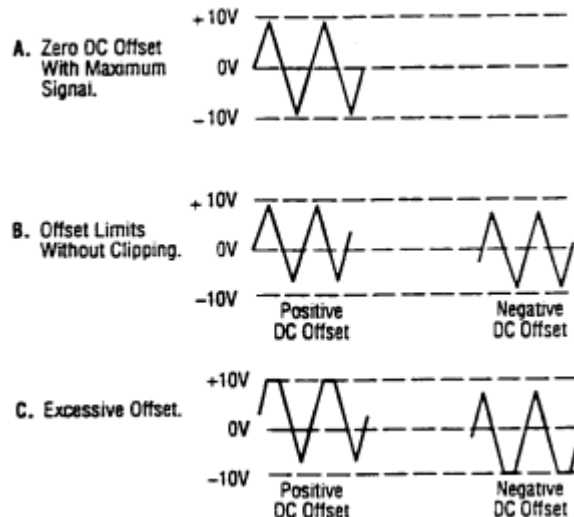 +10V
A. Zero DC Offset
With Maximum
Signal.
0V
−10V
+10V
B. Offset Limits
Without Clipping.
0V
−10V
Positive
DC Offset
Negative
DC Offset
+10V
C. Excessive Offset.
0V
−10V
Positive
DC Offset
Negative
DC Offset